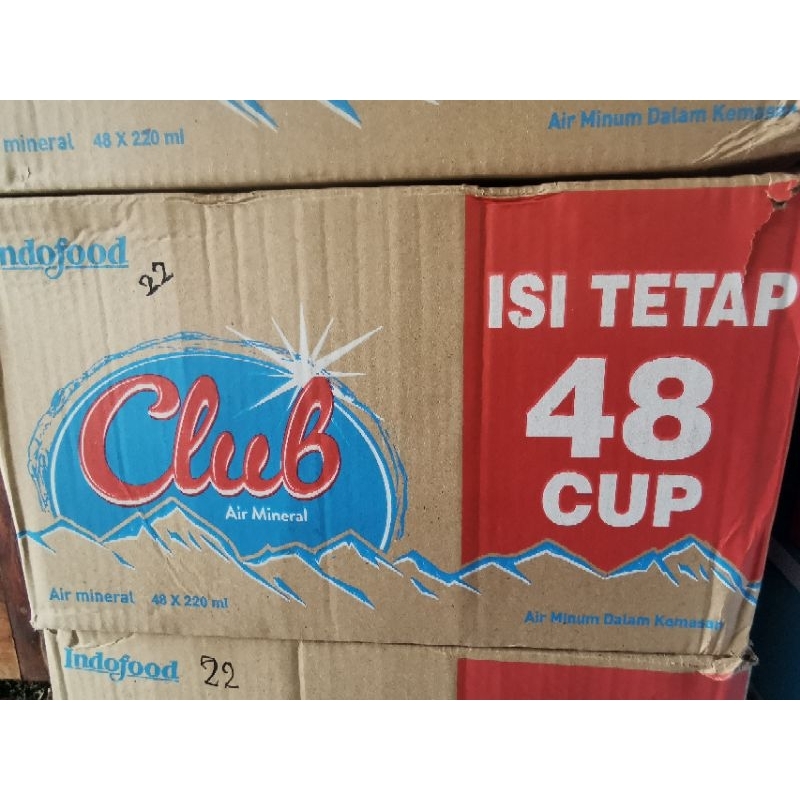 mineral 48 X 220 ml
Air Minum Dalam Kemasan
Indofood
22
ISI TETAP
48
CUP
Club
Air Mineral
Air mineral 48 X 220 ml
Air Minum Dalam Kemasan
Indofood 22